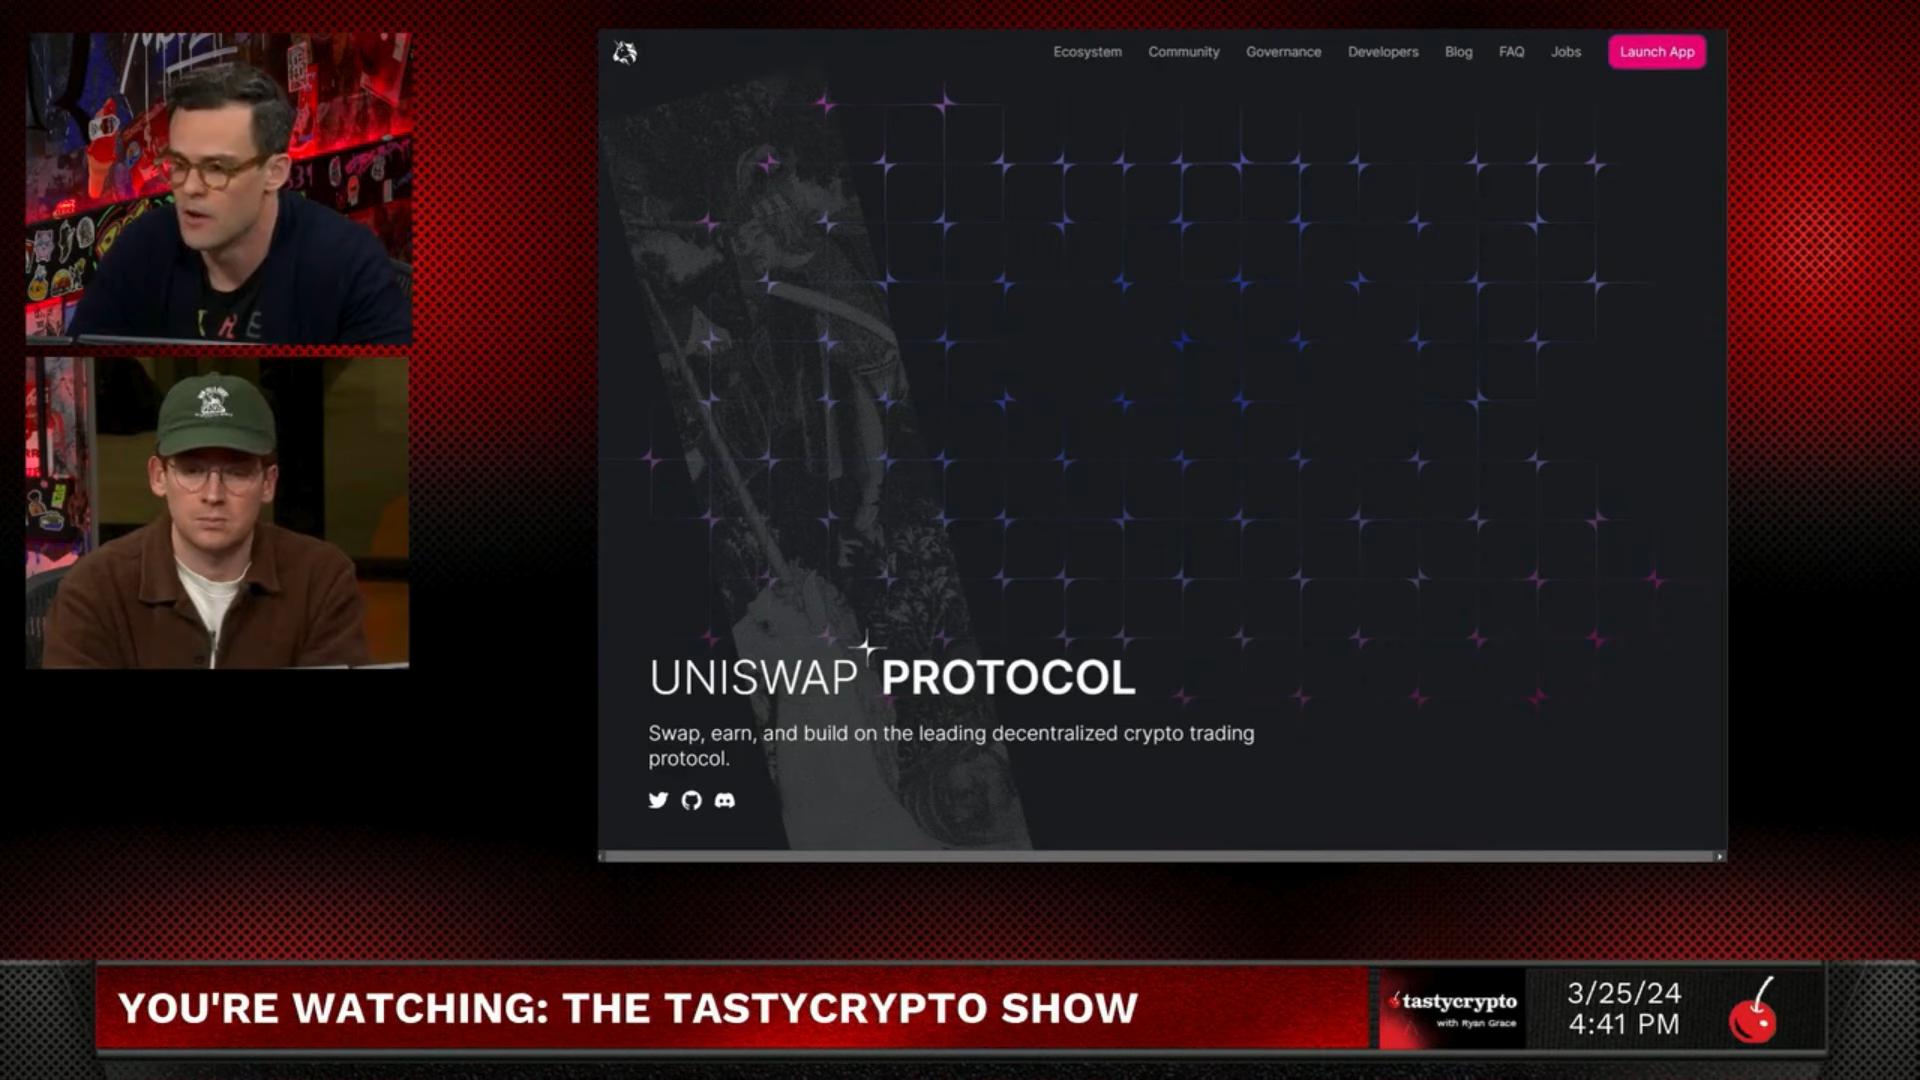 Ecosystem Community Governance Developers Blog FAQ Jobs Launch App
UNISWAP PROTOCOL
Swap, earn, and build on the leading decentralized crypto trading
protocol.
YOU'RE WATCHING: THE TASTYCRYPTO SHOW
tastycrypto
with Ryan Grace
3/25/24
4:41 PM